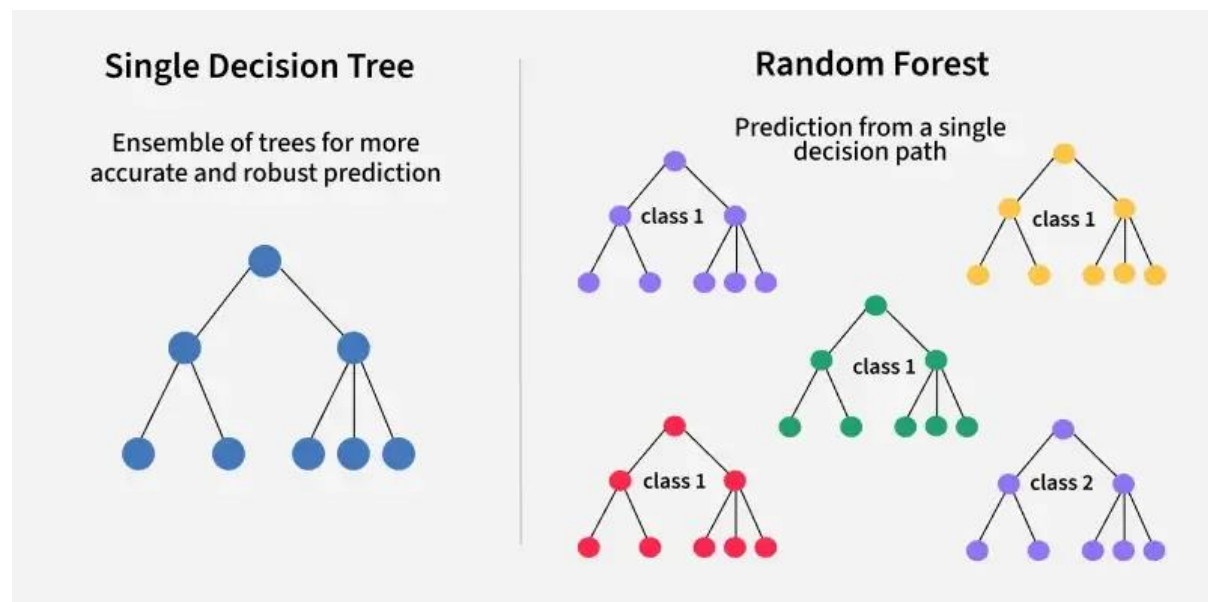 Single Decision Tree
Ensemble of trees for more
accurate and robust prediction
Random Forest
Prediction from a single
decision path
class 1
class 1
class 1
class 1
class 2